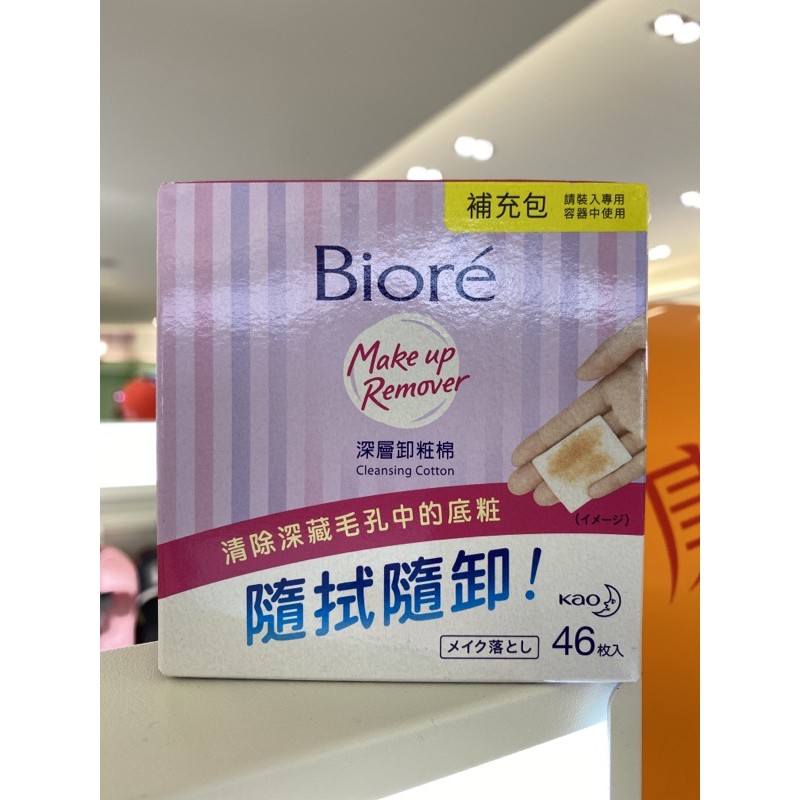 補充包
請裝入專用
容器中使用
Bioré
Make up
Remover
深層卸粧棉
Cleansing Cotton
(イメージ)
清除深藏毛孔中的底粧
隨拭隨卸!
Kao
メイク落とし
46枚入